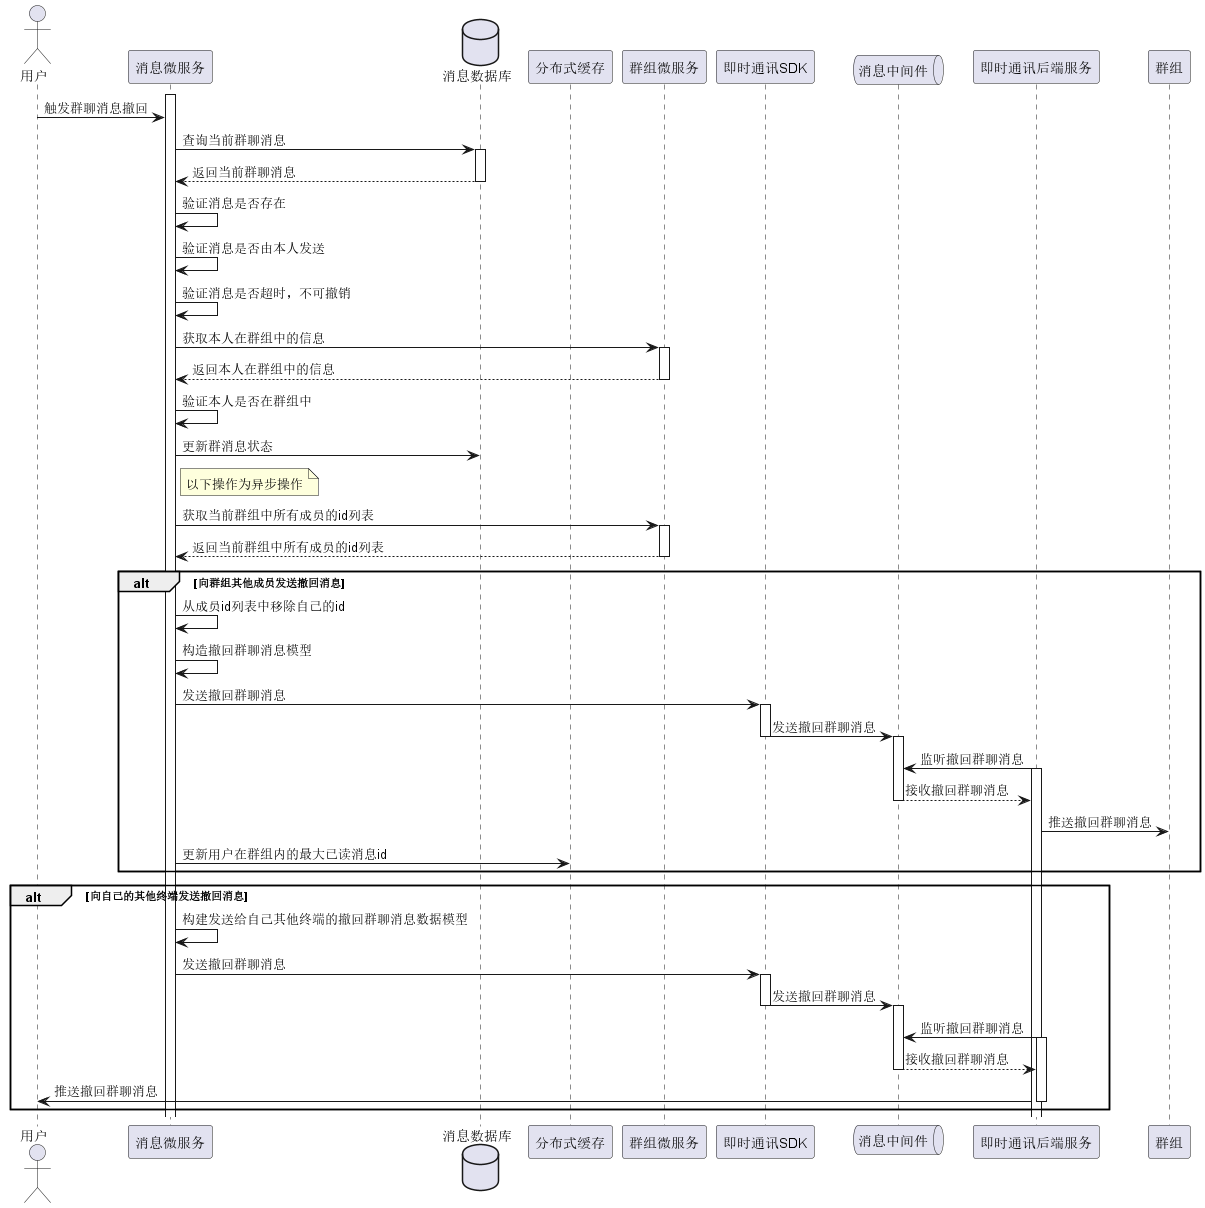 用户
消息微服务
消息数据库
分布式缓存
群组微服务
即时通讯SDK
消息中间件
即时通讯后端服务
群组
触发群聊消息撤回
查询当前群聊消息
返回当前群聊消息
验证消息是否存在
验证消息是否由本人发送
验证消息是否超时，不可撤销
获取本人在群组中的信息
返回本人在群组中的信息
验证本人是否在群组中
更新群消息状态
以下操作为异步操作
获取当前群组中所有成员的id列表
返回当前群组中所有成员的id列表
alt [向群组其他成员发送撤回消息]
从成员id列表中移除自己的id
构造撤回群聊消息模型
发送撤回群聊消息
发送撤回群聊消息
监听撤回群聊消息
接收撤回群聊消息
推送撤回群聊消息
更新用户在群组内的最大已读消息id
alt [向自己的其他终端发送撤回消息]
构建发送给自己其他终端的撤回群聊消息数据模型
发送撤回群聊消息
发送撤回群聊消息
监听撤回群聊消息
接收撤回群聊消息
推送撤回群聊消息
用户
消息微服务
消息数据库
分布式缓存
群组微服务
即时通讯SDK
消息中间件
即时通讯后端服务
群组